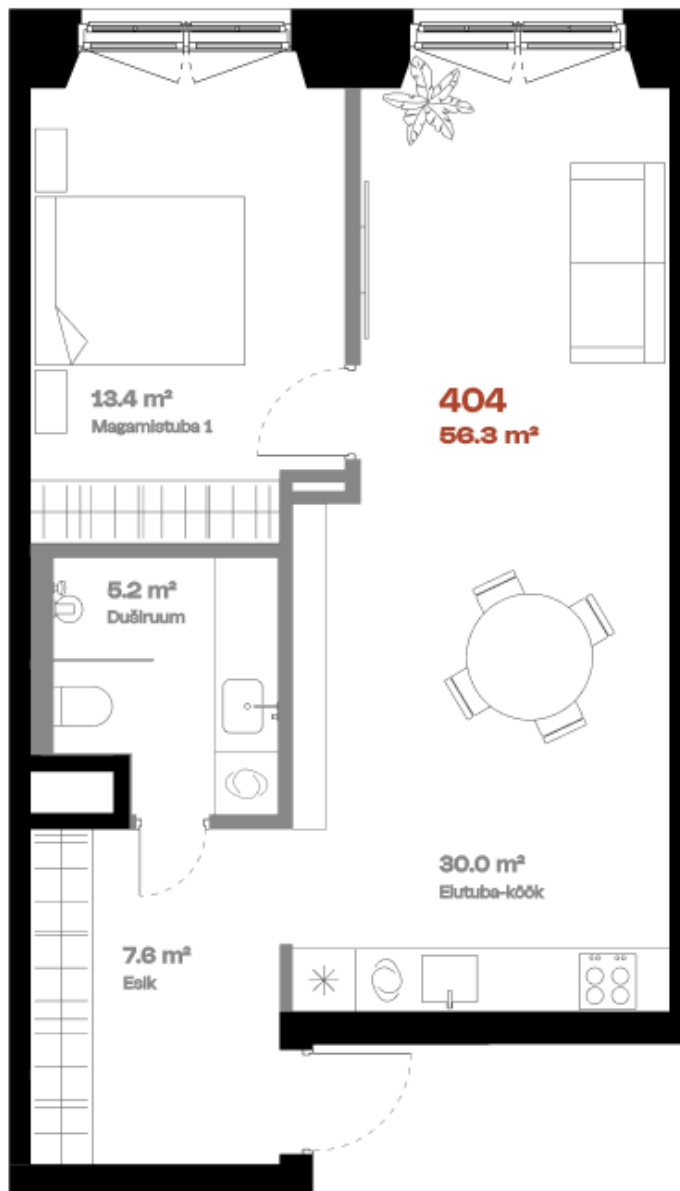 13.4 m²
Magamistuba 1
404
56.3 m²
5.2 m²
Duširuum
30.0 m²
Elutuba-köök
7.6 m²
Esik